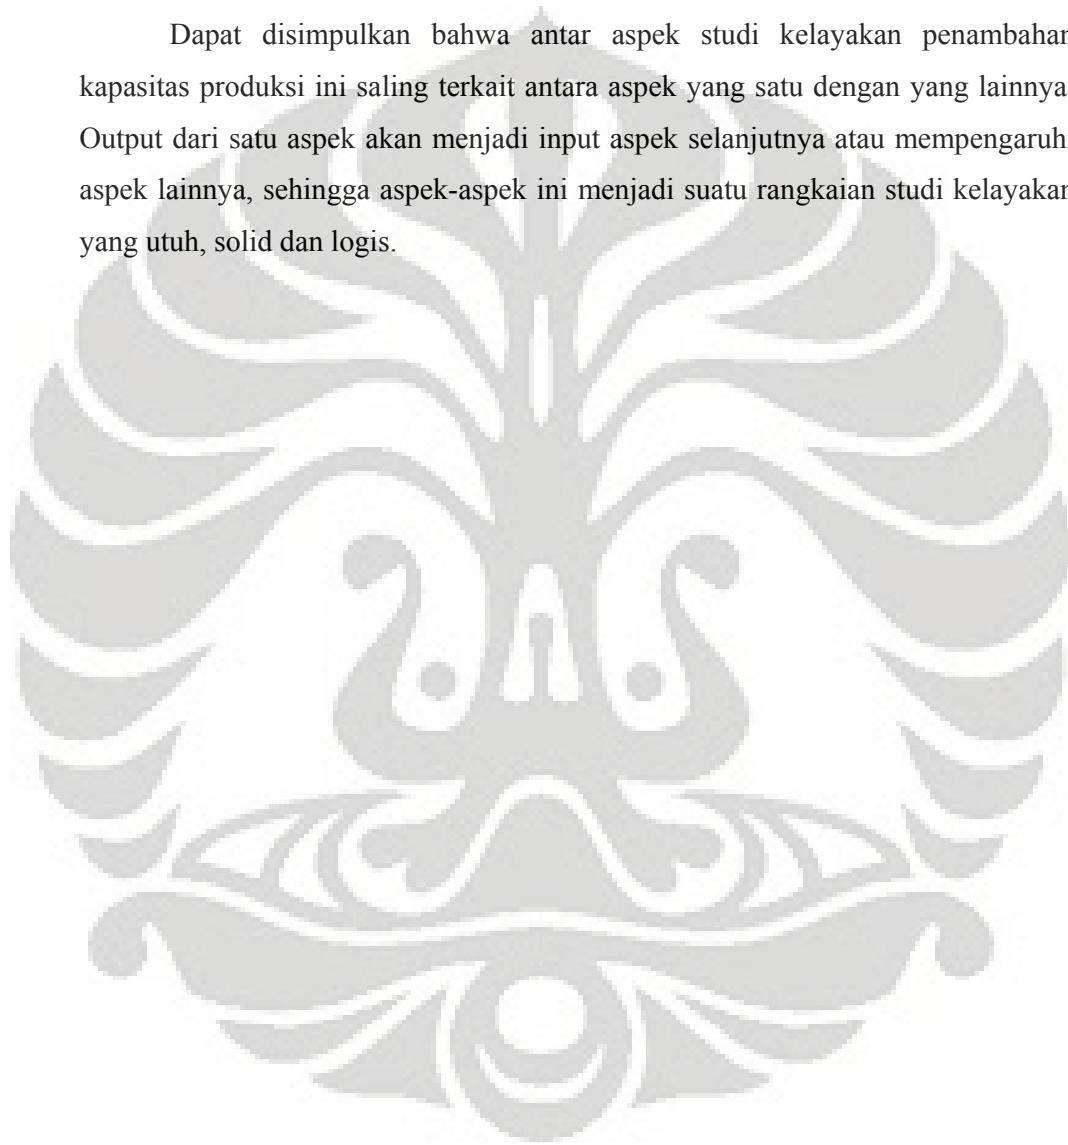 Dapat disimpulkan bahwa antar aspek studi kelayakan penambahan
kapasitas produksi ini saling terkait antara aspek yang satu dengan yang lainnya
Output dari satu aspek akan menjadi input aspek selanjutnya atau mempengaruhi
aspek lainnya, sehingga aspek-aspek ini menjadi suatu rangkaian studi kelayakan
yang utuh, solid dan logis.